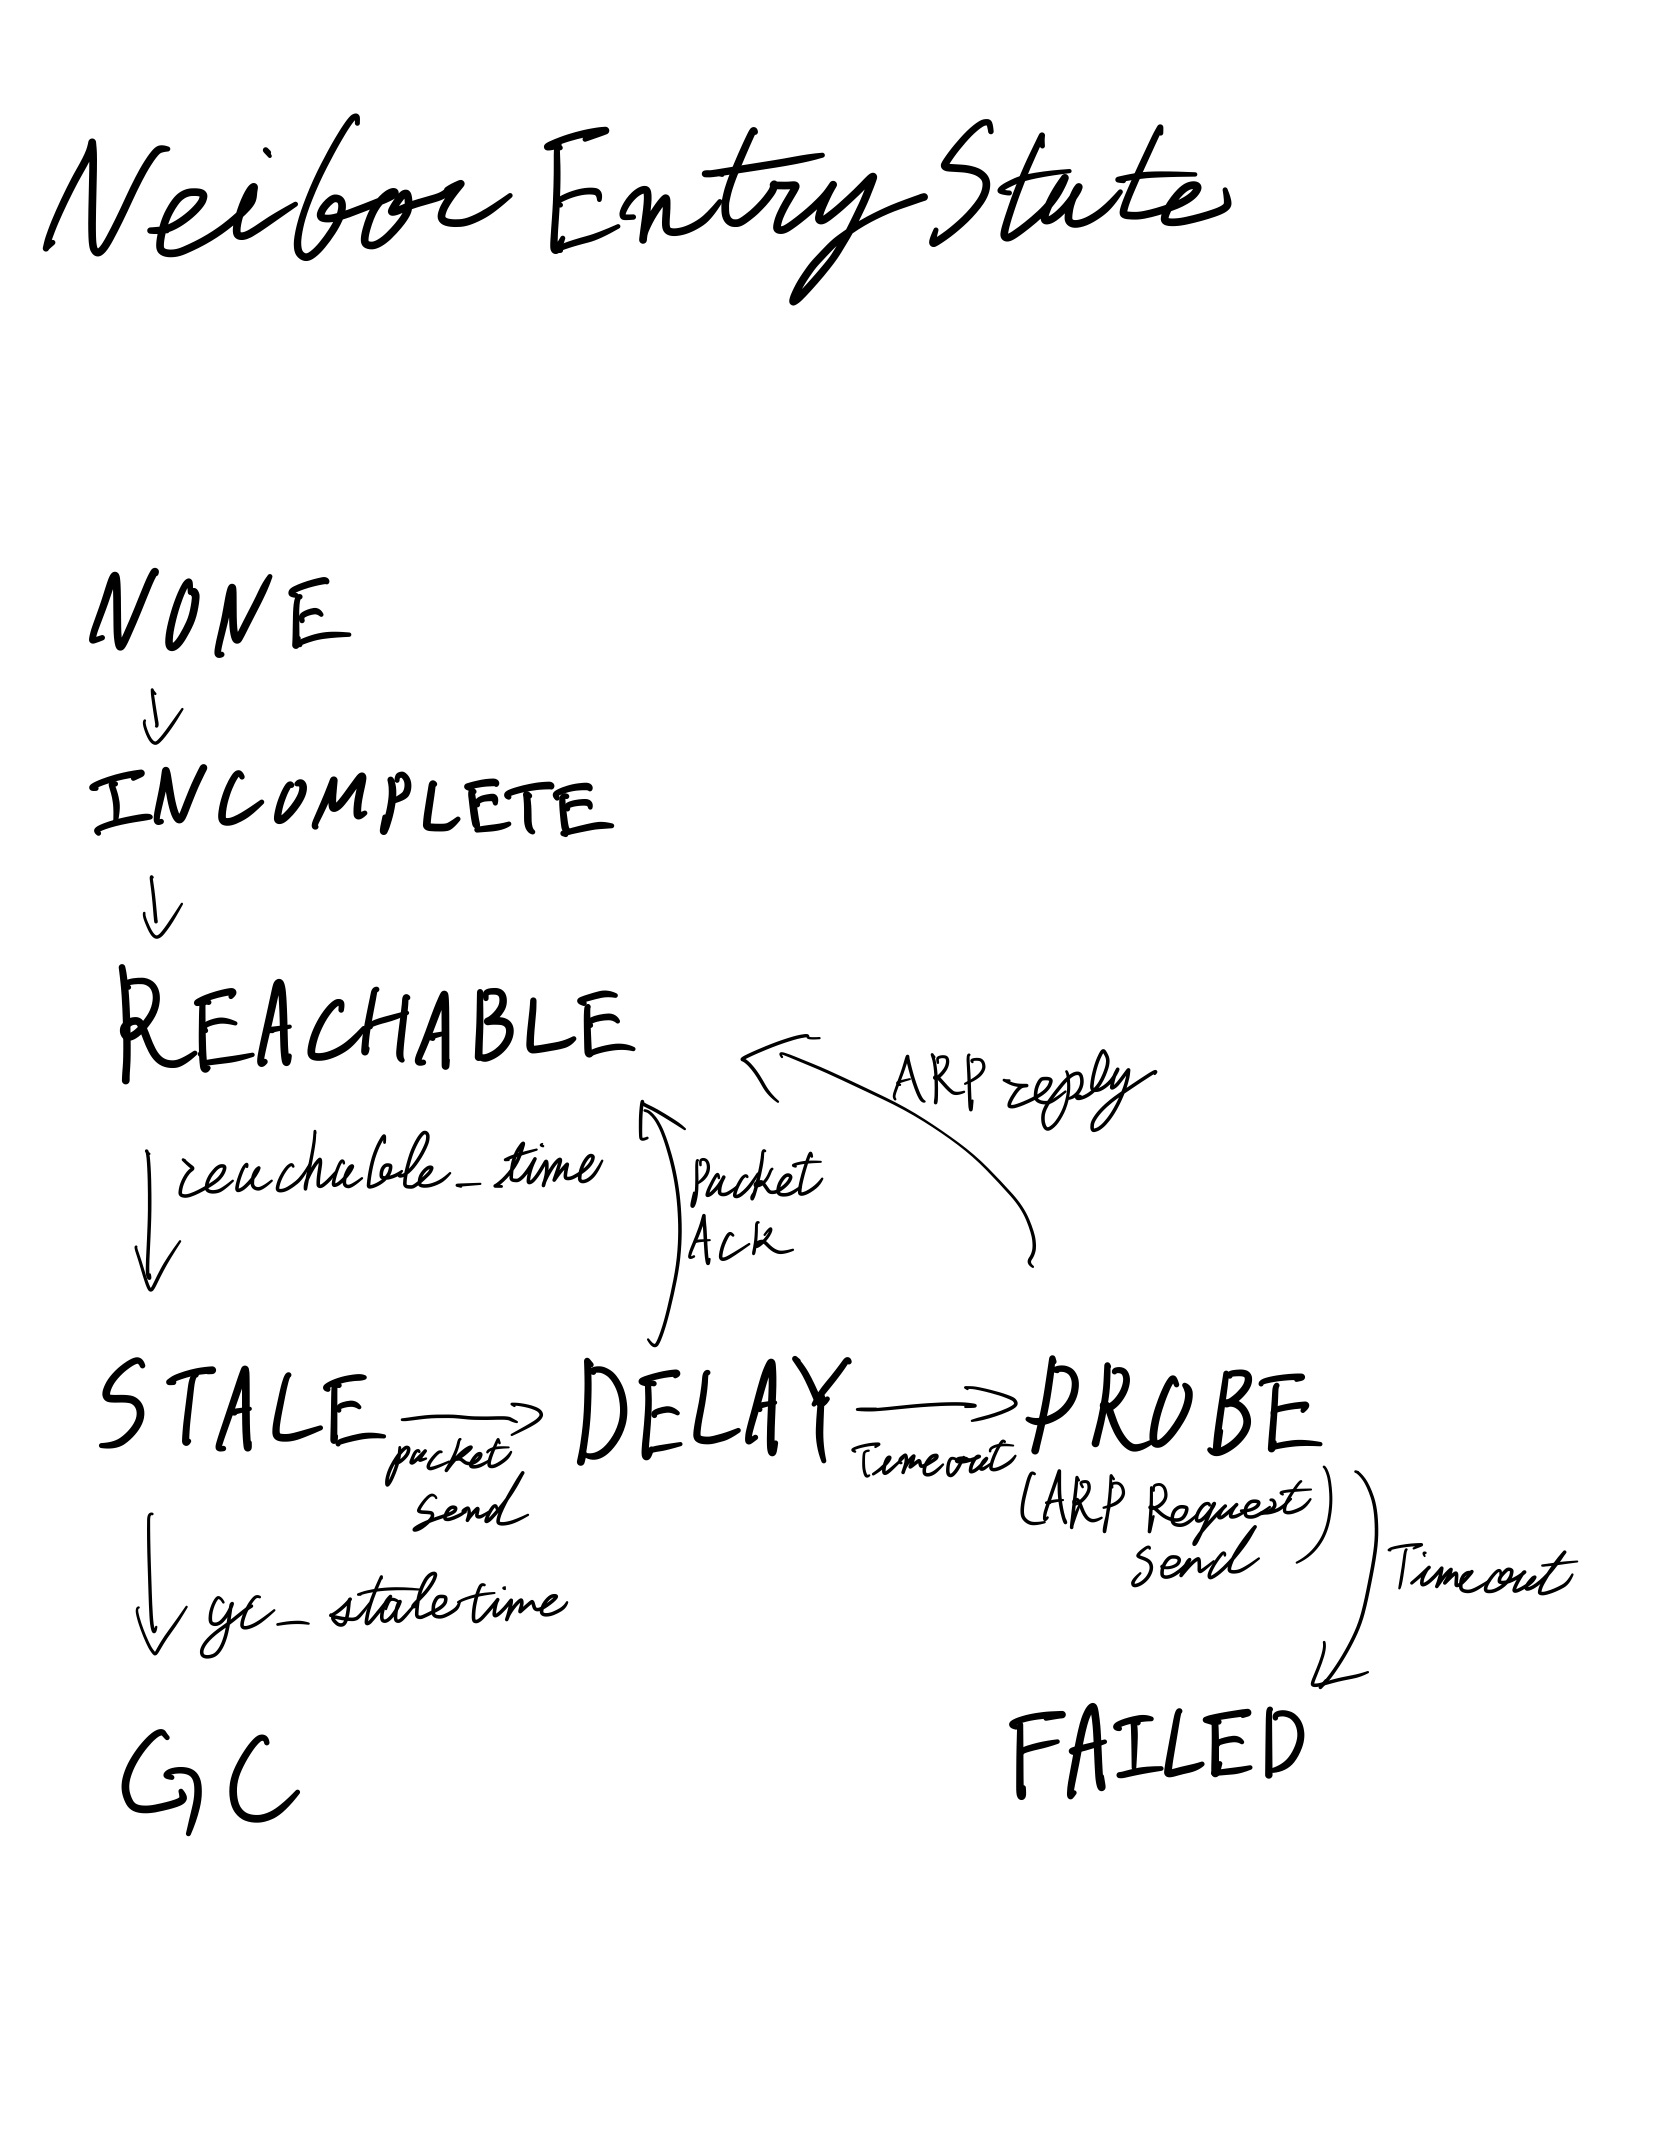 Neibor Entry State
NONE
INCOMPLETE
REACHABLE
ARP reply
reachable_time
Packet
Ack
STALE
packet
send
DELAY
Timeout
PROBE
(ARP Request
send)
Timeout
gc_staletime
GC
FAILED